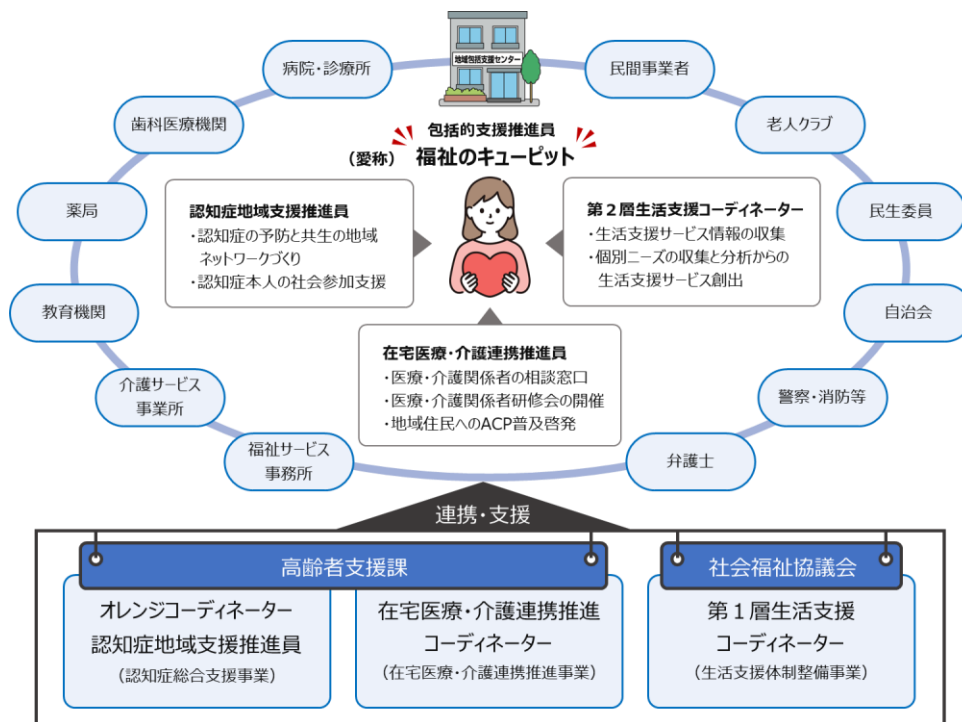 地域包括支援センター
病院・診療所
民間事業者
歯科医療機関
老人クラブ
包括的支援推進員
(愛称) 福祉のキューピット
薬局
民生委員
認知症地域支援推進員
・認知症の予防と共生の地域
ネットワークづくり
・認知症本人の社会参加支援
第２層生活支援コーディネーター
・生活支援サービス情報の収集
・個別ニーズの収集と分析からの
生活支援サービス創出
教育機関
自治会
在宅医療・介護連携推進員
・医療・介護関係者の相談窓口
・医療・介護関係者研修会の開催
・地域住民へのACP普及啓発
介護サービス
事業所
警察・消防等
福祉サービス
事務所
弁護士
連携・支援
高齢者支援課
社会福祉協議会
オレンジコーディネーター
認知症地域支援推進員
(認知症総合支援事業)
在宅医療・介護連携推進
コーディネーター
(在宅医療・介護連携推進事業)
第１層生活支援
コーディネーター
(生活支援体制整備事業)